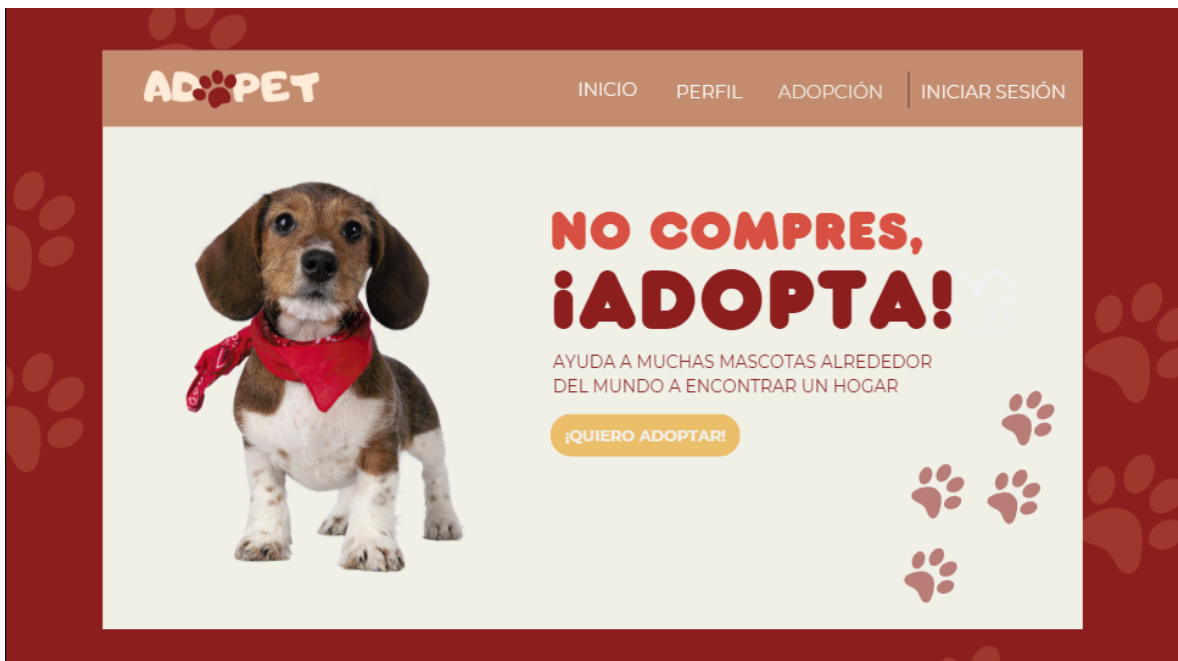 ADOPET
INICIO PERFIL ADOPCIÓN INICIAR SESIÓN
NO COMPRES,
¡ADOPTA!
AYUDA A MUCHAS MASCOTAS ALREDEDOR
DEL MUNDO A ENCONTRAR UN HOGAR
¡QUIERO ADOPTAR!